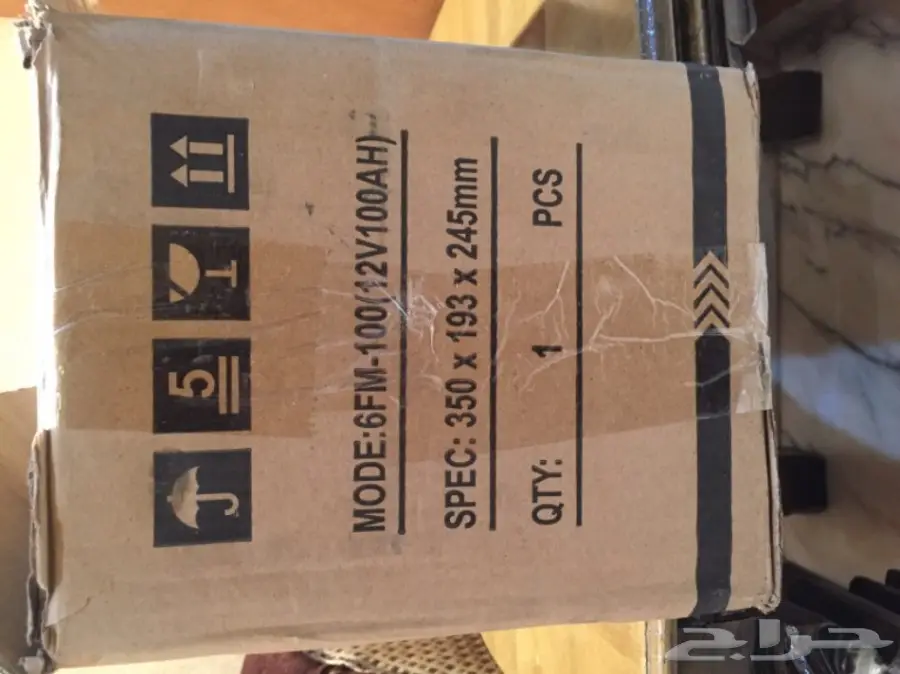 5
MODE:6FM-100(12V100AH)
SPEC: 350 x 193 x 245mm
QTY: 1 PCS
حراج